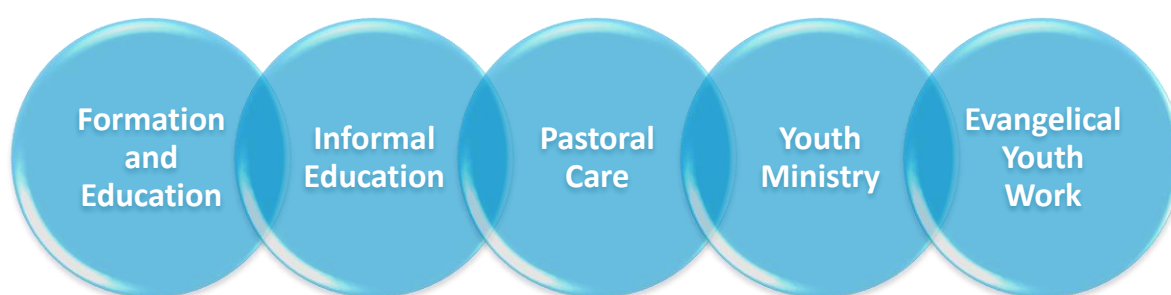 Formation
and
Education
Informal
Education
Pastoral
Care
Youth
Ministry
Evangelical
Youth
Work